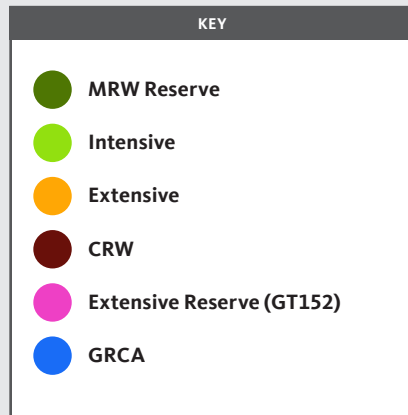 KEY
MRW Reserve
Intensive
Extensive
CRW
Extensive Reserve (GT152)
GRCA